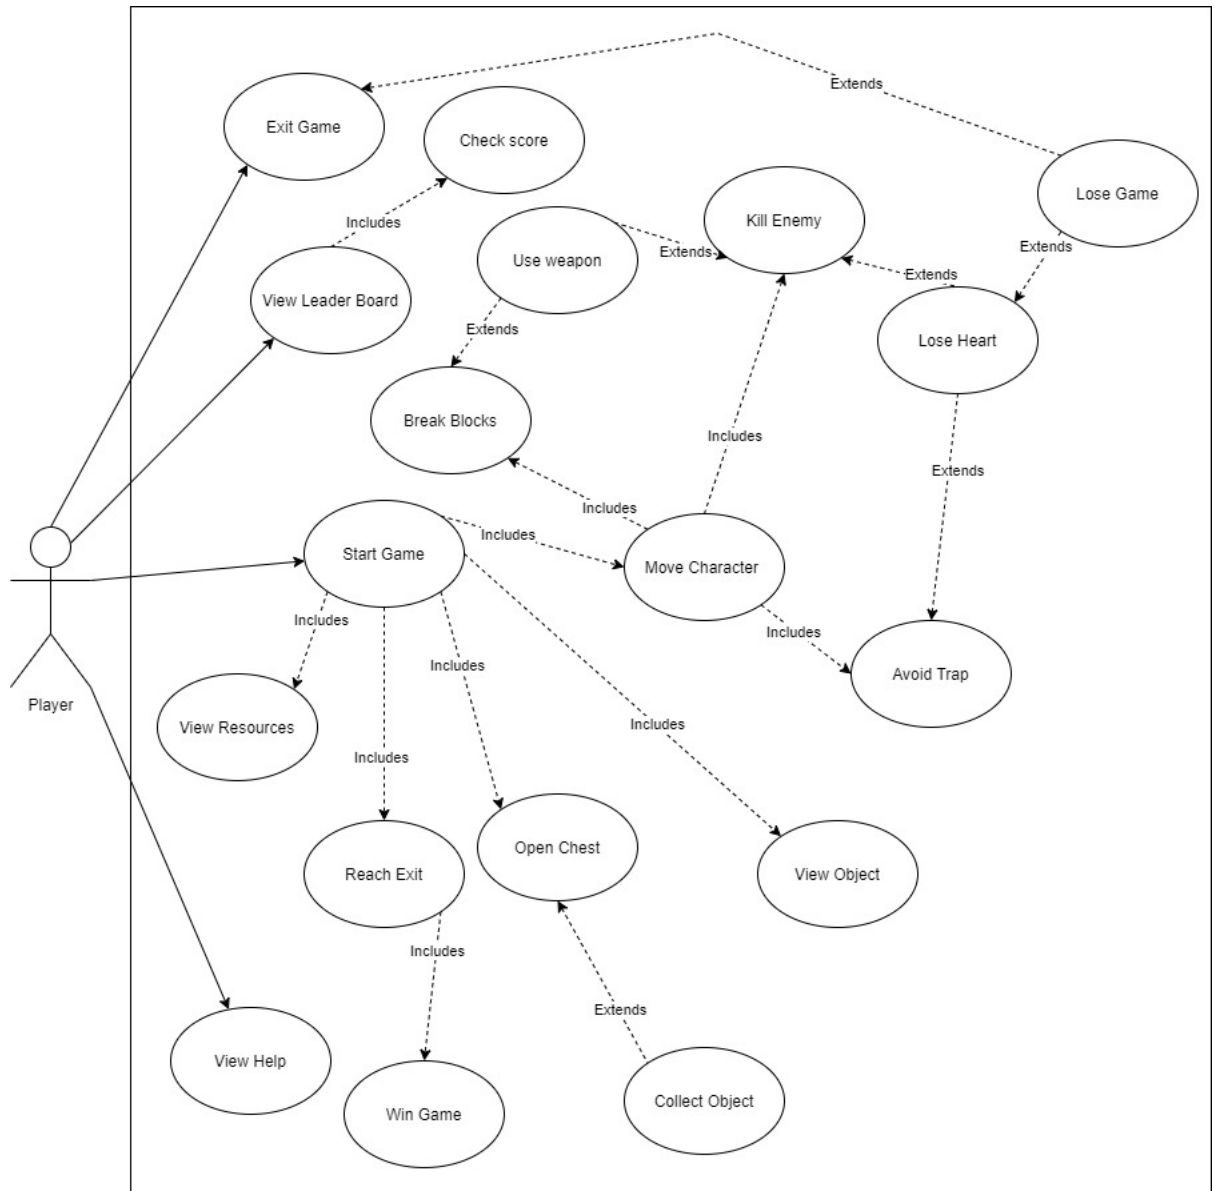 Extends
Exit Game
Check score
Lose Game
Includes
Kill Enemy
Extends
Extends
Use weapon
Extends
View Leader Board
Extends
Lose Heart
Break Blocks
Includes
Extends
Includes
Includes
Start Game
Move Character
Includes
Includes
Includes
Avoid Trap
Player
View Resources
Includes
Includes
Open Chest
Reach Exit
View Object
Includes
Extends
View Help
Win Game
Collect Object